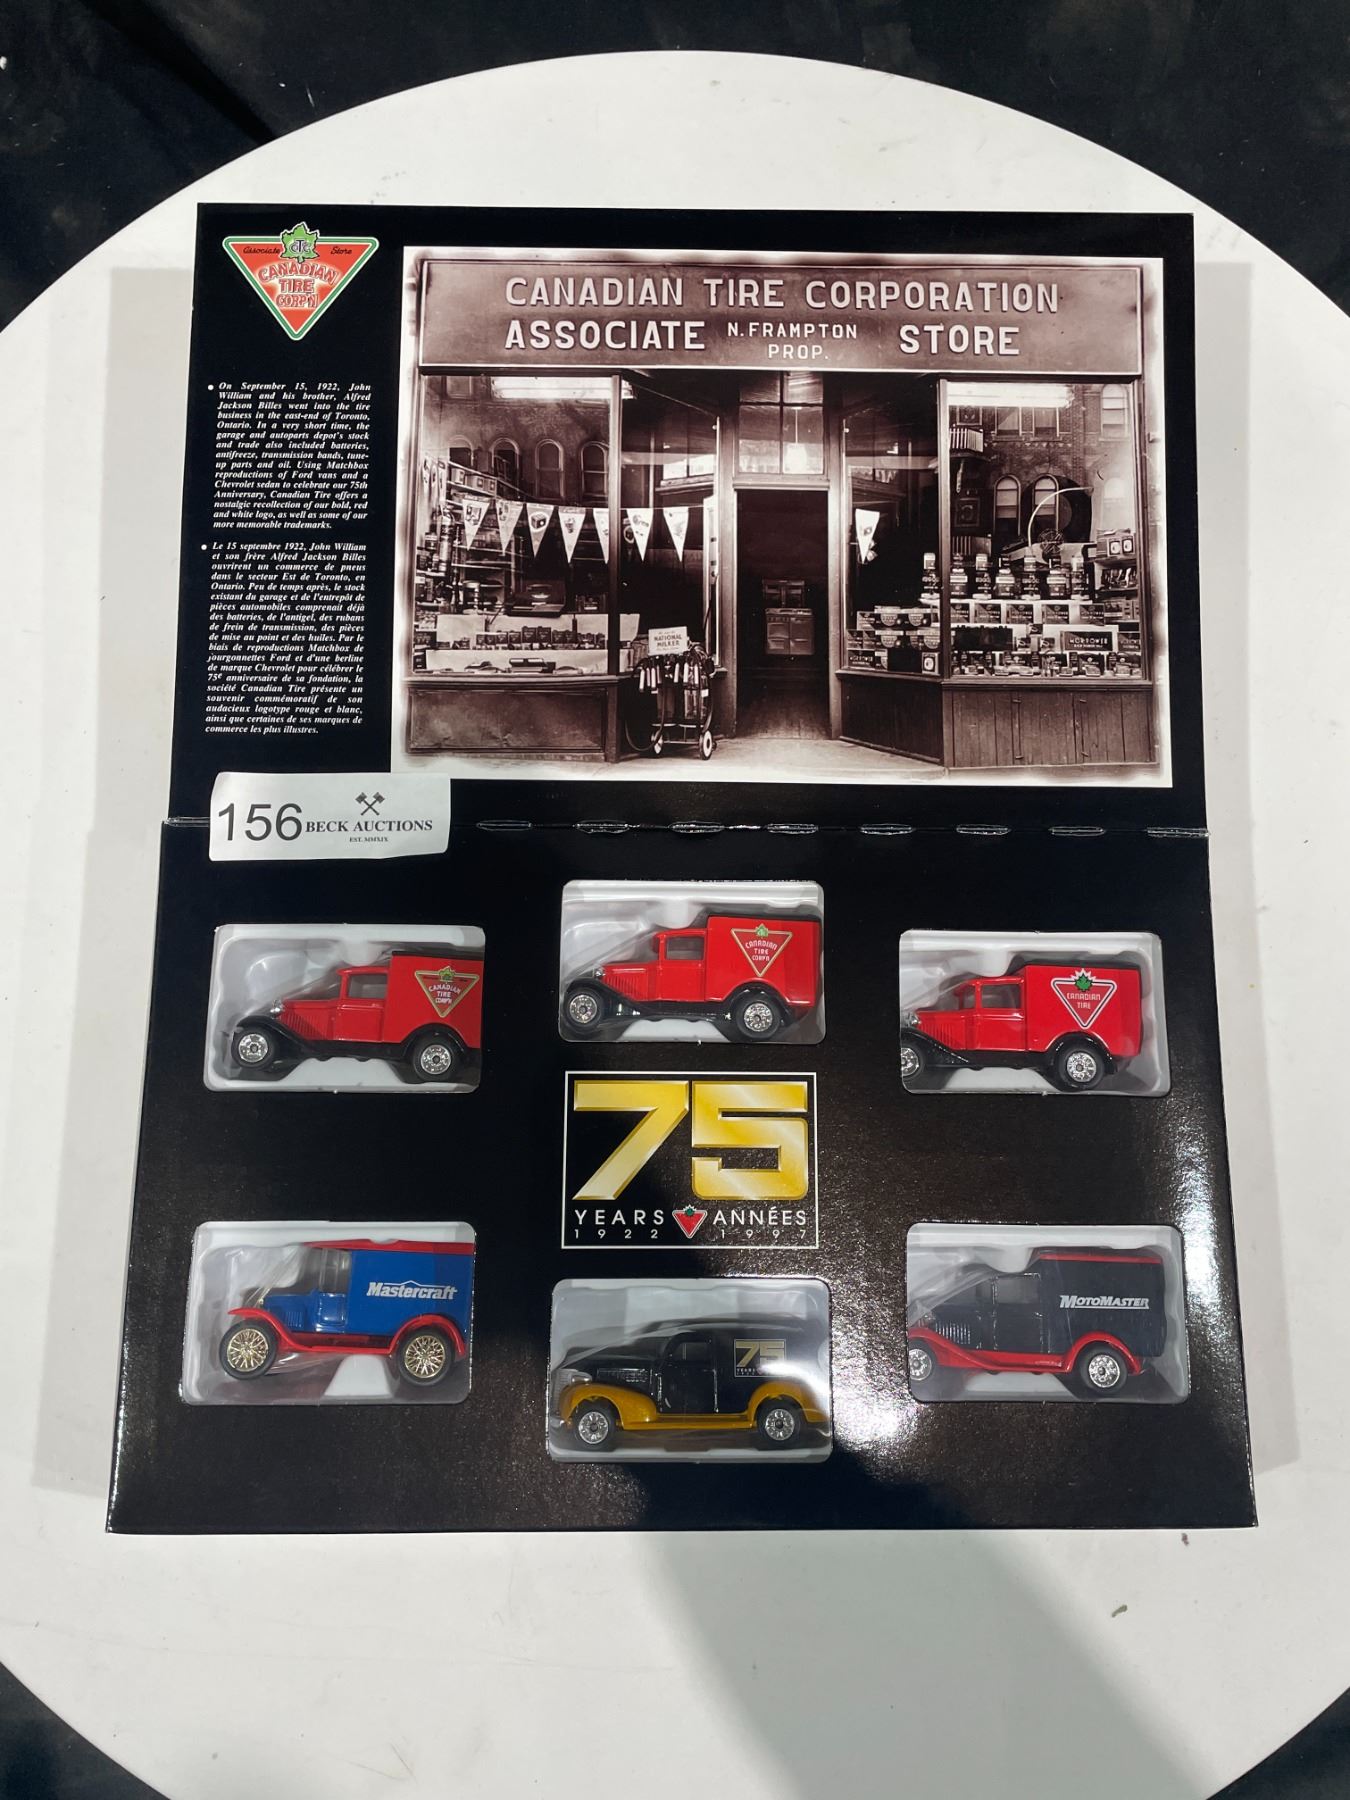 Associate Store
CTC
CANADIAN
TIRE
CORP'N
CANADIAN TIRE CORPORATION
ASSOCIATE N. FRAMPTON STORE
PROP.
• On September 15, 1922, John
William and his brother, Alfred
Jackson Billes went into the tire
business in the east-end of Toronto,
Ontario. In a very short time, the
garage and autoparts depot's stock
and trade also included batteries,
antifreeze, transmission bands, tune-
up parts and oil. Using Matchbox
reproductions of Ford vans and a
Chevrolet sedan to celebrate our 75th
Anniversary, Canadian Tire offers a
nostalgic recollection of our bold, red
and white logo, as well as some of our
more memorable trademarks.
• Le 15 septembre 1922, John William
et son frère Alfred Jackson Billes
ouvrirent un commerce de pneus
dans le secteur Est de Toronto, en
Ontario. Peu de temps après, le stock
existant du garage et de l'entrepôt de
pièces automobiles comprenait déjà
des batteries, de l'antigel, des rubans
de frein de transmission, des pièces
de mise au point et des huiles. Par le
biais de reproductions Matchbox de
fourgonnettes Ford et d'une berline
de marque Chevrolet pour célébrer le
75e anniversaire de sa fondation, la
société Canadian Tire présente un
souvenir commémoratif de son
audacieux logotype rouge et blanc,
ainsi que certaines de ses marques de
commerce les plus illustres.
NATIONAL
MILKER
MORPOWER
156 BECK AUCTIONS
EST. MMXIX
CANADIAN
TIRE
CORP'N
CANADIAN
TIRE
CORP'N
CANADIAN
TIRE
75
YEARS ANNÉES
1922 1997
Mastercraft
75
MOTOMASTER